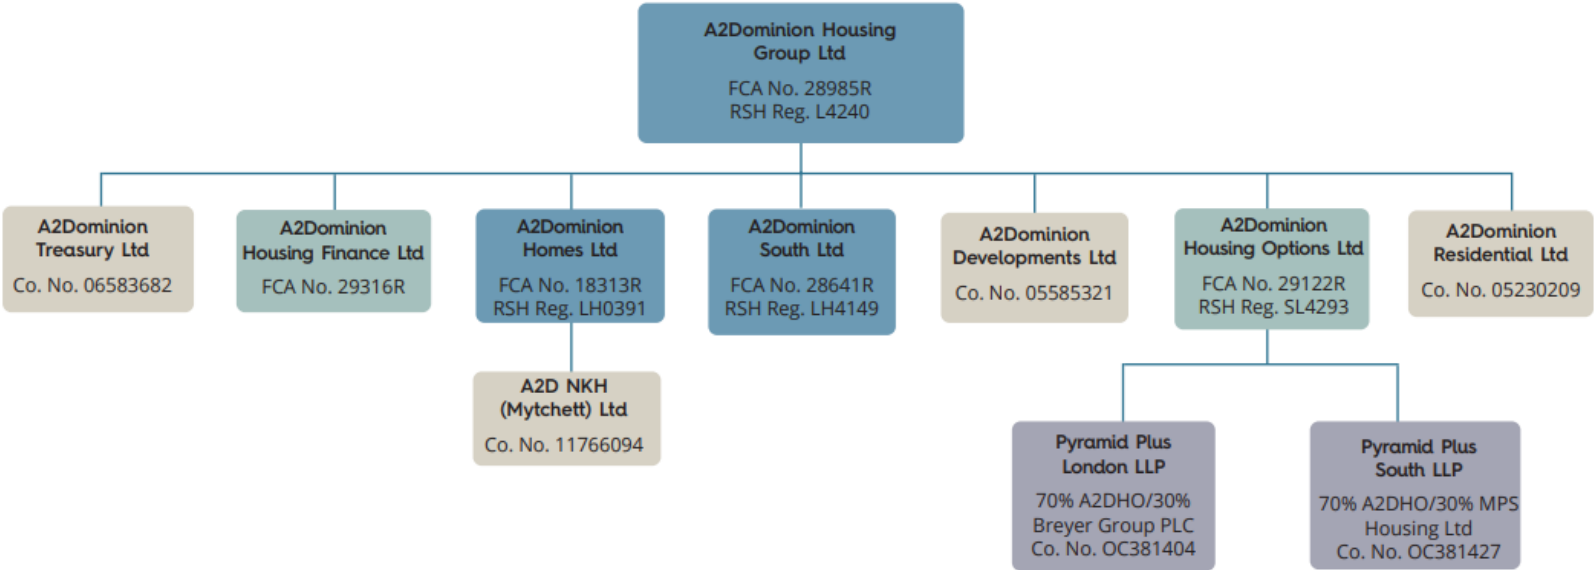 A2Dominion Housing
Group Ltd
FCA No. 28985R
RSH Reg. L4240
A2Dominion
Treasury Ltd
Co. No. 06583682
A2Dominion
Housing Finance Ltd
FCA No. 29316R
A2Dominion
Homes Ltd
FCA No. 18313R
RSH Reg. LH0391
A2Dominion
South Ltd
FCA No. 28641R
RSH Reg. LH4149
A2Dominion
Developments Ltd
Co. No. 05585321
A2Dominion
Housing Options Ltd
FCA No. 29122R
RSH Reg. SL4293
A2Dominion
Residential Ltd
Co. No. 05230209
A2D NKH
(Mytchett) Ltd
Co. No. 11766094
Pyramid Plus
London LLP
70% A2DHO/30%
Breyer Group PLC
Co. No. OC381404
Pyramid Plus
South LLP
70% A2DHO/30% MPS
Housing Ltd
Co. No. OC381427